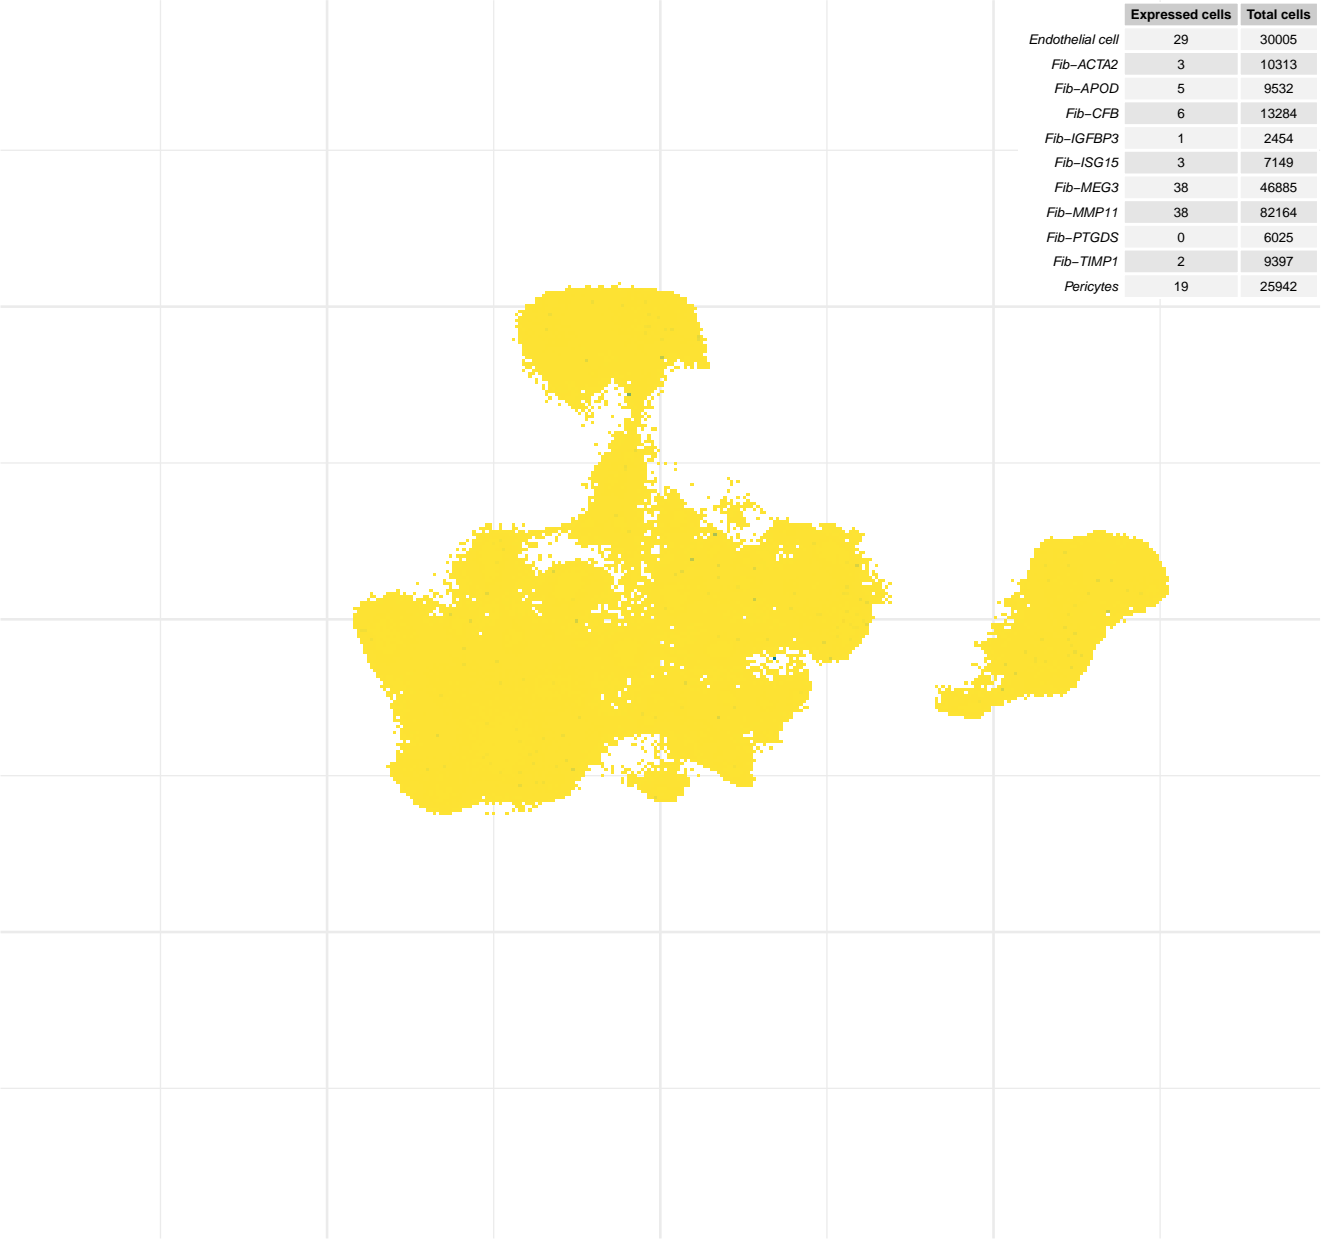 Expressed cells Total cells
Endothelial cell 29 30005
Fib−ACTA2 3 10313
Fib−APOD 5 9532
Fib−CFB 6 13284
Fib−IGFBP3 1 2454
Fib−ISG15 3 7149
Fib−MEG3 38 46885
Fib−MMP11 38 82164
Fib−PTGDS 0 6025
Fib−TIMP1 2 9397
Pericytes 19 25942